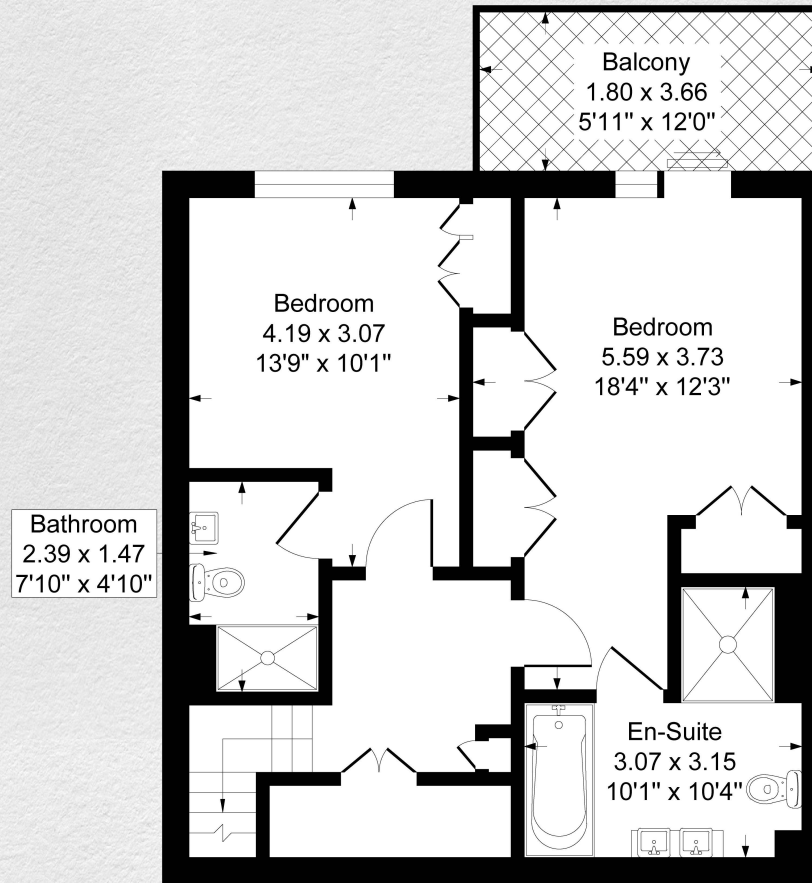 Balcony
1.80 x 3.66
5'11" x 12'0"
Bedroom
4.19 x 3.07
13'9" x 10'1"
Bedroom
5.59 x 3.73
18'4" x 12'3"
Bathroom
2.39 x 1.47
7'10" x 4'10"
En-Suite
3.07 x 3.15
10'1" x 10'4"